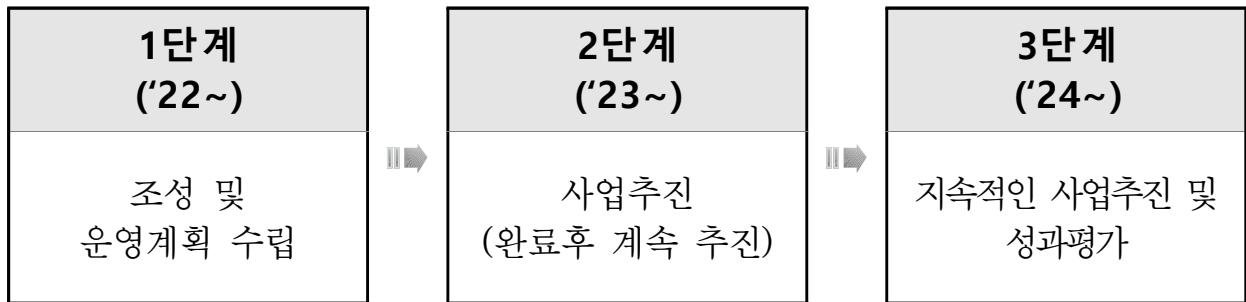 1단계
(‘22~)
조성 및
운영계획 수립
2단계
(‘23~)
사업추진
(완료후 계속 추진)
3단계
(‘24~)
지속적인 사업추진 및
성과평가